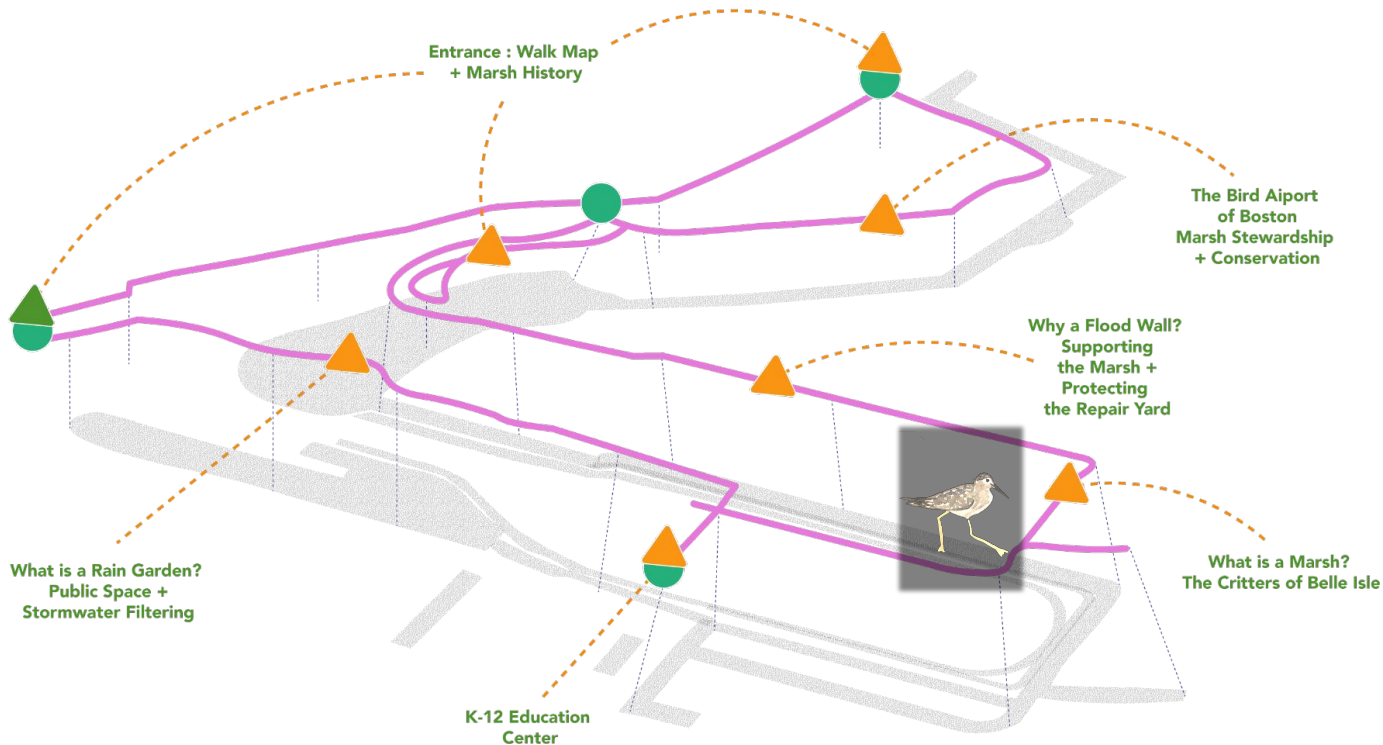 Entrance : Walk Map
+ Marsh History
The Bird Aiport
of Boston
Marsh Stewardship
+ Conservation
Why a Flood Wall?
Supporting
the Marsh +
Protecting
the Repair Yard
What is a Marsh?
The Critters of Belle Isle
What is a Rain Garden?
Public Space +
Stormwater Filtering
K-12 Education
Center